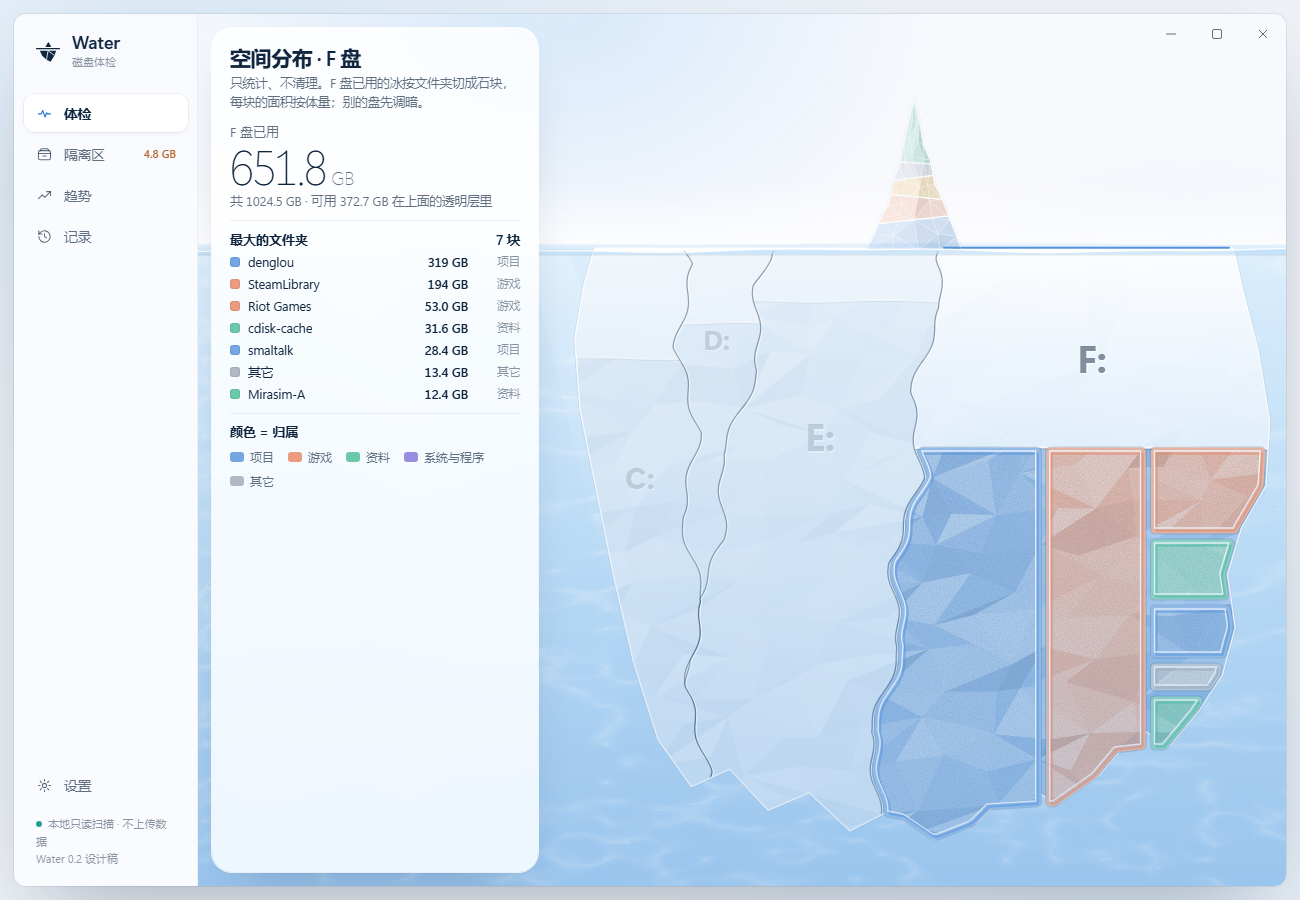 Water
磁盘体检
体检
隔离区 4.8 GB
趋势
记录
设置
本地只读扫描 · 不上传数
据
Water 0.2 设计稿
空间分布 · F 盘
只统计、不清理。F 盘已用的冰按文件夹切成石块，
每块的面积按体量；别的盘先调暗。
F 盘已用
651.8 GB
共 1024.5 GB · 可用 372.7 GB 在上面的透明层里
最大的文件夹 7 块
denglou 319 GB 项目
SteamLibrary 194 GB 游戏
Riot Games 53.0 GB 游戏
cdisk-cache 31.6 GB 资料
smaltalk 28.4 GB 项目
其它 13.4 GB 其它
Mirasim-A 12.4 GB 资料
颜色 = 归属
项目 游戏 资料 系统与程序
其它
C:
D:
E:
F: